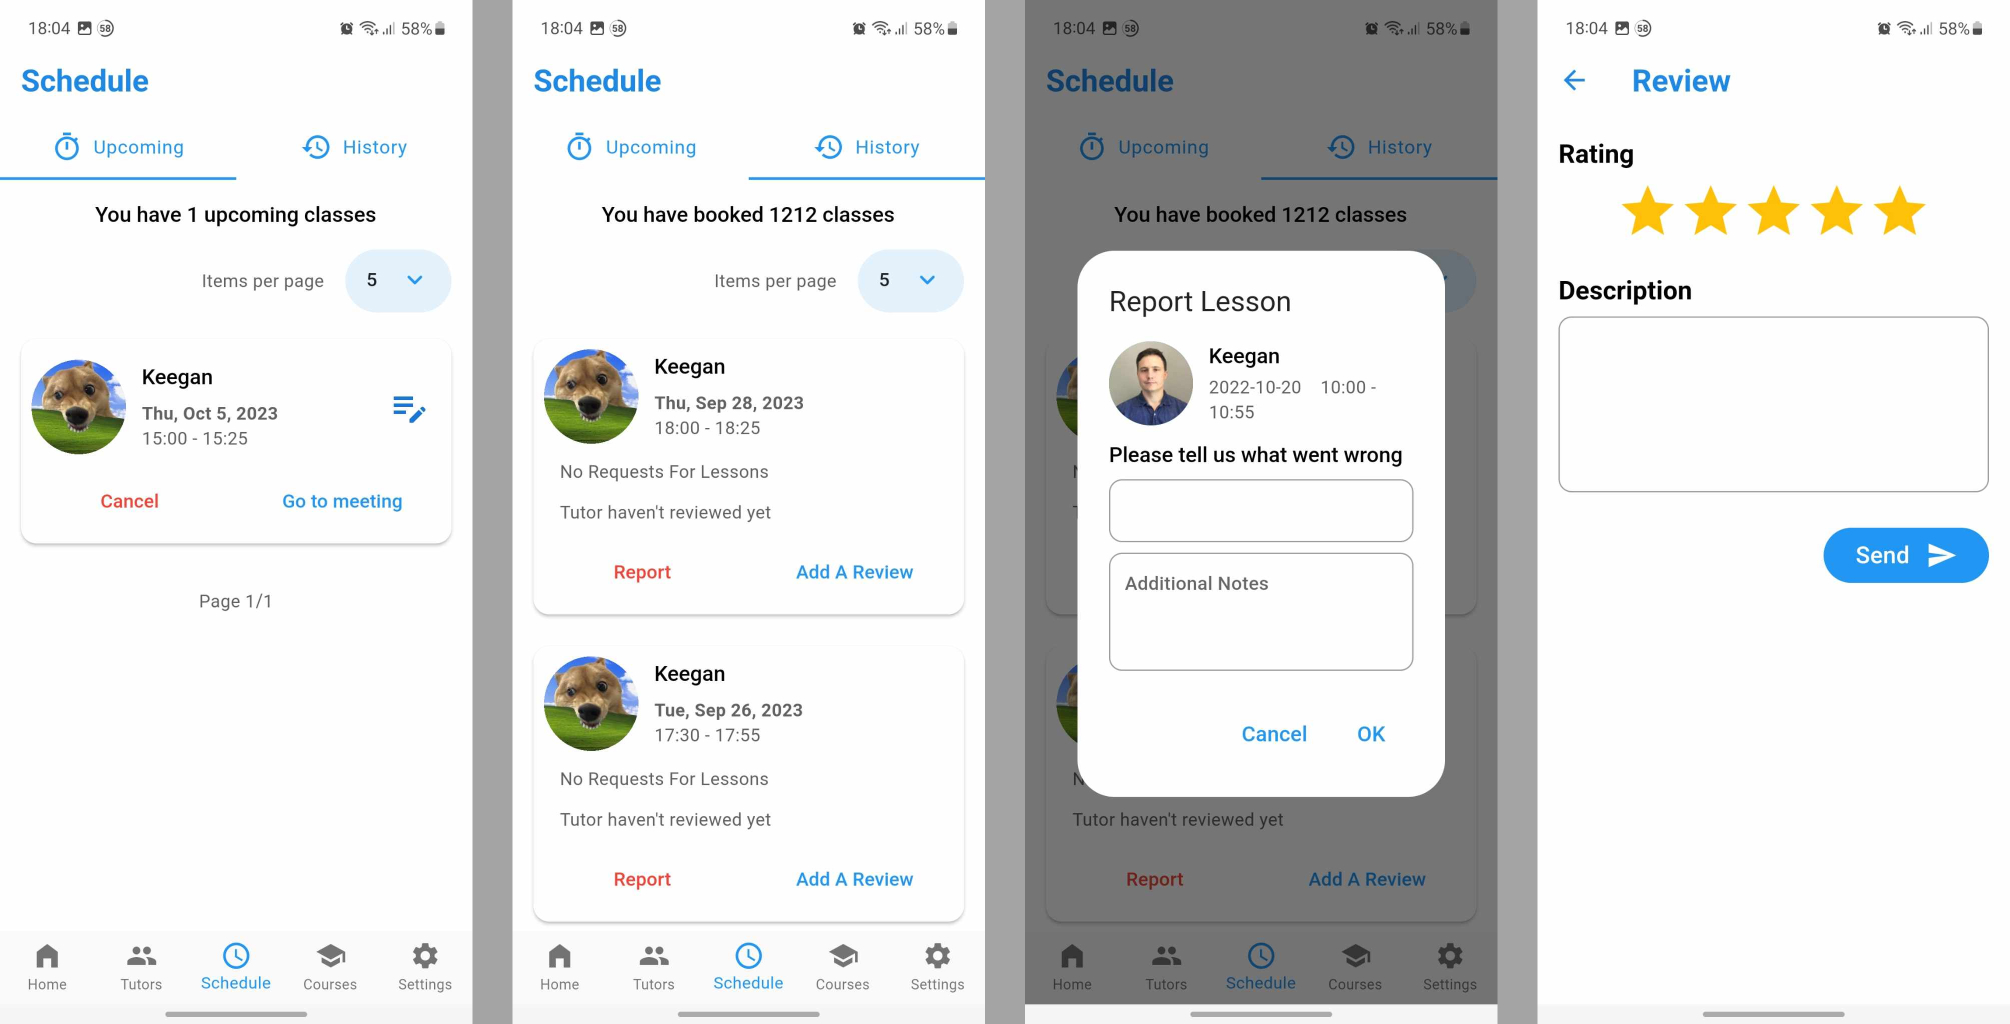 18:04 58 58%
Schedule
Upcoming History
You have 1 upcoming classes
Items per page 5
Keegan
Thu, Oct 5, 2023
15:00 - 15:25
Cancel Go to meeting
Page 1/1
Home Tutors Schedule Courses Settings
18:04 58 58%
Schedule
Upcoming History
You have booked 1212 classes
Items per page 5
Keegan
Thu, Sep 28, 2023
18:00 - 18:25
No Requests For Lessons
Tutor haven't reviewed yet
Report Add A Review
Keegan
Tue, Sep 26, 2023
17:30 - 17:55
No Requests For Lessons
Tutor haven't reviewed yet
Report Add A Review
Home Tutors Schedule Courses Settings
18:04 58 58%
Schedule
Upcoming History
You have booked 1212 classes
Report Lesson
Keegan
2022-10-20 10:00 -
10:55
Please tell us what went wrong
Additional Notes
Cancel OK
Tutor haven't reviewed yet
Report Add A Review
Home Tutors Schedule Courses Settings
18:04 58 58%
Review
Rating
Description
Send